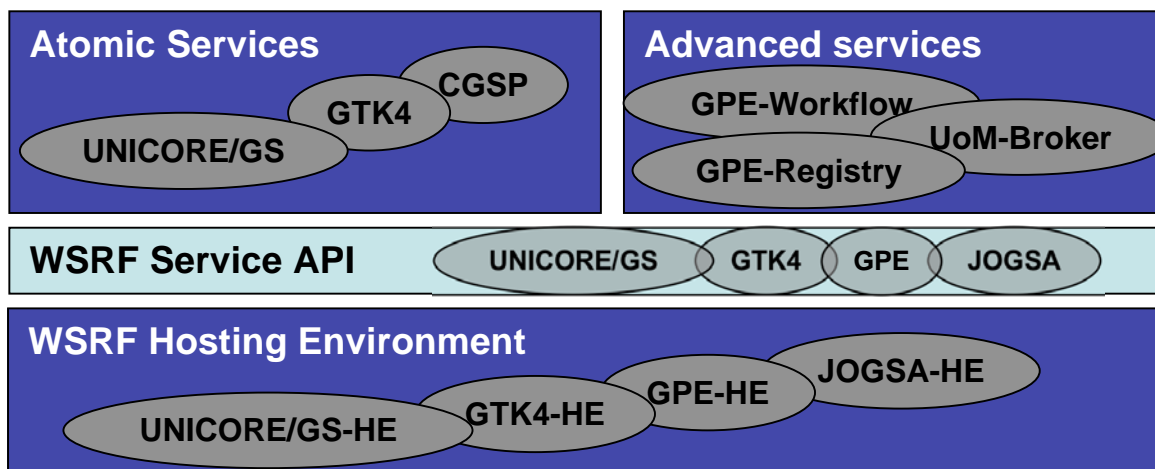 Atomic Services
CGSP
GTK4
UNICORE/GS
Advanced services
GPE-Workflow
UoM-Broker
GPE-Registry
WSRF Service API
UNICORE/GS
GTK4
GPE
JOGSA
WSRF Hosting Environment
JOGSA-HE
GPE-HE
GTK4-HE
UNICORE/GS-HE